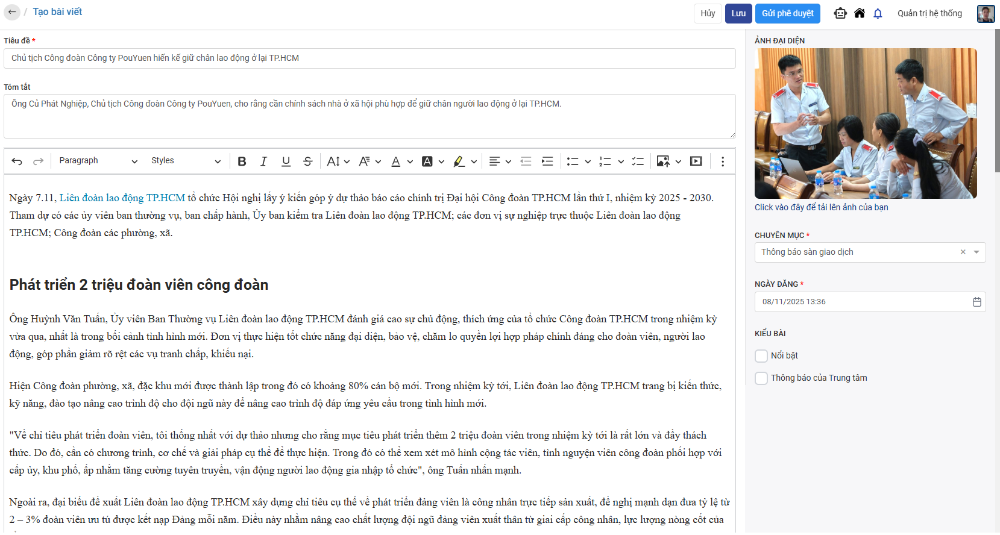 / Tạo bài viết
Hủy
Lưu
Gửi phê duyệt
Quản trị hệ thống
Tiêu đề *
Chủ tịch Công đoàn Công ty PouYuen hiến kế giữ chân lao động ở lại TP.HCM
Tóm tắt
Ông Củ Phát Nghiệp, Chủ tịch Công đoàn Công ty PouYuen, cho rằng cần chính sách nhà ở xã hội phù hợp để giữ chân người lao động ở lại TP.HCM.
Paragraph
Styles
Ngày 7.11, Liên đoàn lao động TP.HCM tổ chức Hội nghị lấy ý kiến góp ý dự thảo báo cáo chính trị Đại hội Công đoàn TP.HCM lần thứ I, nhiệm kỳ 2025 - 2030.
Tham dự có các ủy viên ban thường vụ, ban chấp hành, Ủy ban kiểm tra Liên đoàn lao động TP.HCM; các đơn vị sự nghiệp trực thuộc Liên đoàn lao động
TP.HCM; Công đoàn các phường, xã.
Phát triển 2 triệu đoàn viên công đoàn
Ông Huỳnh Văn Tuấn, Ủy viên Ban Thường vụ Liên đoàn lao động TP.HCM đánh giá cao sự chủ động, thích ứng của tổ chức Công đoàn TP.HCM trong nhiệm kỳ
vừa qua, nhất là trong bối cảnh tình hình mới. Đơn vị thực hiện tốt chức năng đại diện, bảo vệ, chăm lo quyền lợi hợp pháp chính đáng cho đoàn viên, người lao
động, góp phần giảm rõ rệt các vụ tranh chấp, khiếu nại.
Hiện Công đoàn phường, xã, đặc khu mới được thành lập trong đó có khoảng 80% cán bộ mới. Trong nhiệm kỳ tới, Liên đoàn lao động TP.HCM trang bị kiến thức,
kỹ năng, đào tạo nâng cao trình độ cho đội ngũ này để nâng cao trình độ đáp ứng yêu cầu trong tình hình mới.
"Về chỉ tiêu phát triển đoàn viên, tôi thống nhất với dự thảo nhưng cho rằng mục tiêu phát triển thêm 2 triệu đoàn viên trong nhiệm kỳ tới là rất lớn và đầy thách
thức. Do đó, cần có chương trình, cơ chế và giải pháp cụ thể để thực hiện. Trong đó có thể xem xét mô hình cộng tác viên, tình nguyện viên công đoàn phối hợp với
cấp ủy, khu phố, ấp nhằm tăng cường tuyên truyền, vận động người lao động gia nhập tổ chức", ông Tuấn nhấn mạnh.
Ngoài ra, đại biểu đề xuất Liên đoàn lao động TP.HCM xây dựng chỉ tiêu cụ thể về phát triển đảng viên là công nhân trực tiếp sản xuất, đề nghị mạnh dạn đưa tỷ lệ từ
2 – 3% đoàn viên ưu tú được kết nạp Đảng mỗi năm. Điều này nhằm nâng cao chất lượng đội ngũ đảng viên xuất thân từ giai cấp công nhân, lực lượng nòng cốt của
ẢNH ĐẠI DIỆN
Click vào đây để tải lên ảnh của bạn
CHUYÊN MỤC *
Thông báo sàn giao dịch
NGÀY ĐĂNG *
08/11/2025 13:36
KIỂU BÀI
Nổi bật
Thông báo của Trung tâm